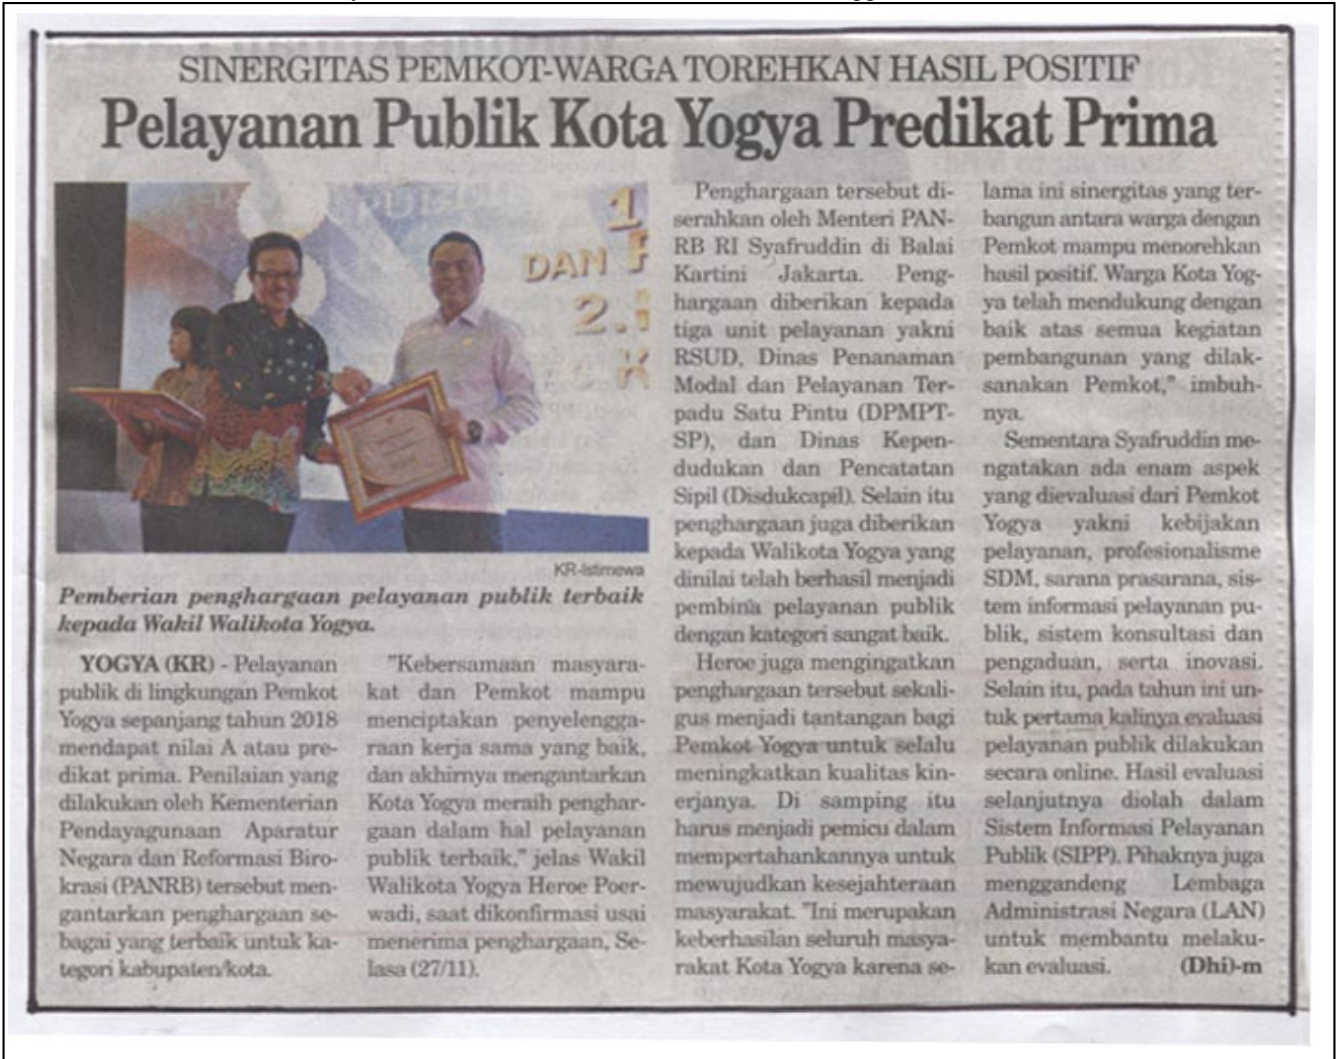 SINERGITAS PEMKOT-WARGA TOREHKAN HASIL POSITIF
Pelayanan Publik Kota Yogya Predikat Prima
1
DAN
2.
K
KR-Istimewa
Pemberian penghargaan pelayanan publik terbaik
kepada Wakil Walikota Yogya.
YOGYA (KR) - Pelayanan
publik di lingkungan Pemkot
Yogya sepanjang tahun 2018
mendapat nilai A atau pre-
dikat prima. Penilaian yang
dilakukan oleh Kementerian
Pendayagunaan Aparatur
Negara dan Reformasi Biro-
krasi (PANRB) tersebut men-
gantarkan penghargaan se-
bagai yang terbaik untuk ka-
tegori kabupaten/kota.
"Kebersamaan masyara-
kat dan Pemkot mampu
menciptakan penyelengga-
raan kerja sama yang baik,
dan akhirnya mengantarkan
Kota Yogya meraih penghar-
gaan dalam hal pelayanan
publik terbaik," jelas Wakil
Walikota Yogya Heroe Poer-
wadi, saat dikonfirmasi usai
menerima penghargaan, Se-
lasa (27/11).
Penghargaan tersebut di-
serahkan oleh Menteri PAN-
RB RI Syafruddin di Balai
Kartini Jakarta. Peng-
hargaan diberikan kepada
tiga unit pelayanan yakni
RSUD, Dinas Penanaman
Modal dan Pelayanan Ter-
padu Satu Pintu (DPMPT-
SP), dan Dinas Kepen-
dudukan dan Pencatatan
Sipil (Disdukcapil). Selain itu
penghargaan juga diberikan
kepada Walikota Yogya yang
dinilai telah berhasil menjadi
pembina pelayanan publik
dengan kategori sangat baik.
Heroe juga mengingatkan
penghargaan tersebut sekali-
gus menjadi tantangan bagi
Pemkot Yogya untuk selalu
meningkatkan kualitas kin-
erjanya. Di samping itu
harus menjadi pemicu dalam
mempertahankannya untuk
mewujudkan kesejahteraan
masyarakat. "Ini merupakan
keberhasilan seluruh masya-
rakat Kota Yogya karena se-
lama ini sinergitas yang ter-
bangun antara warga dengan
Pemkot mampu menorehkan
hasil positif. Warga Kota Yog-
ya telah mendukung dengan
baik atas semua kegiatan
pembangunan yang dilak-
sanakan Pemkot," imbuh-
nya.
Sementara Syafruddin me-
ngatakan ada enam aspek
yang dievaluasi dari Pemkot
Yogya yakni kebijakan
pelayanan, profesionalisme
SDM, sarana prasarana, sis-
tem informasi pelayanan pu-
blik, sistem konsultasi dan
pengaduan, serta inovasi.
Selain itu, pada tahun ini un-
tuk pertama kalinya evaluasi
pelayanan publik dilakukan
secara online. Hasil evaluasi
selanjutnya diolah dalam
Sistem Informasi Pelayanan
Publik (SIPP). Pihaknya juga
menggandeng Lembaga
Administrasi Negara (LAN)
untuk membantu melaku-
kan evaluasi. (Dhi)-m